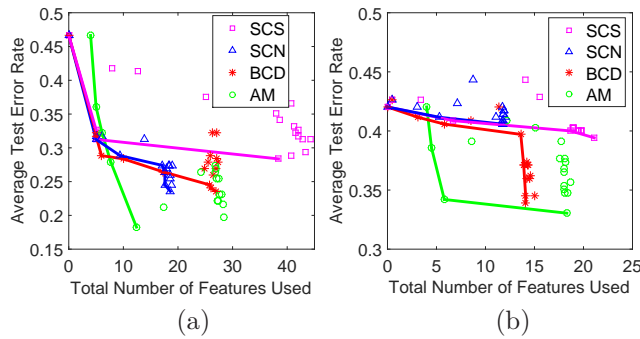 0.5
0.45
0.4
0.35
0.3
0.25
0.2
0.15
Average Test Error Rate
0 10 20 30 40
Total Number of Features Used
SCS
SCN
BCD
AM
(a)
0.5
0.45
0.4
0.35
0.3
Average Test Error Rate
0 5 10 15 20 25
Total Number of Features Used
SCS
SCN
BCD
AM
(b)